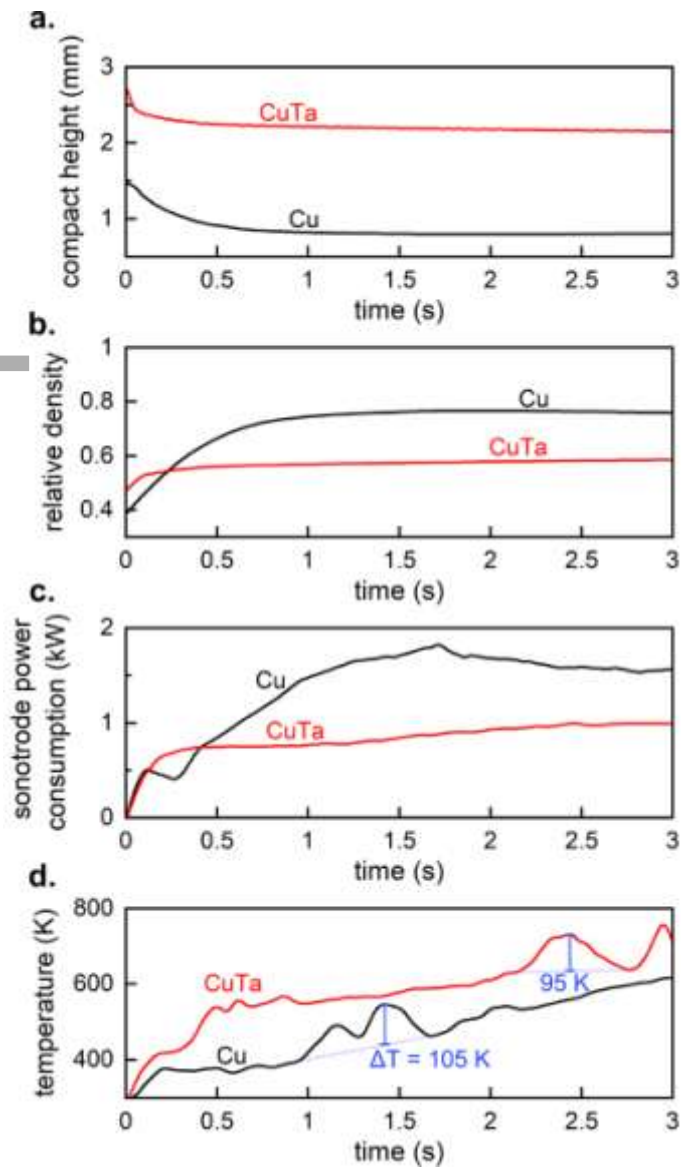 a.
compact height (mm)
3
2
1
CuTa
Cu
0 0.5 1 1.5 2 2.5 3
time (s)
b.
relative density
1
0.8
0.6
0.4
Cu
CuTa
0 0.5 1 1.5 2 2.5 3
time (s)
c.
sonotrode power
consumption (kW)
2
1
0
Cu
CuTa
0 0.5 1 1.5 2 2.5 3
time (s)
d.
temperature (K)
800
600
400
CuTa
95 K
Cu
ΔT = 105 K
0 0.5 1 1.5 2 2.5 3
time (s)